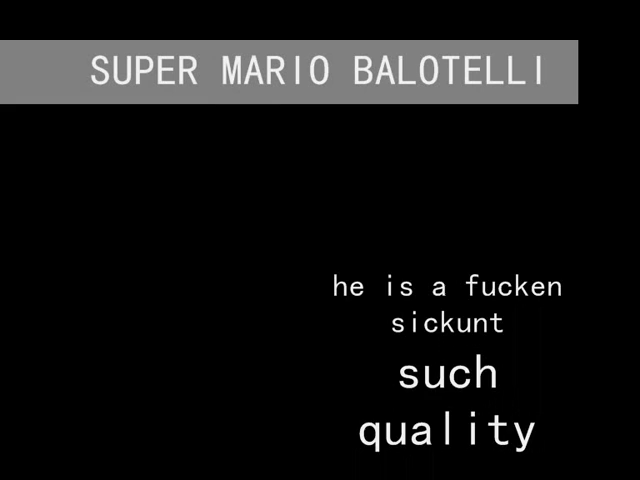 SUPER MARIO BALOTELLI
he is a fucken
sickunt
such
quality